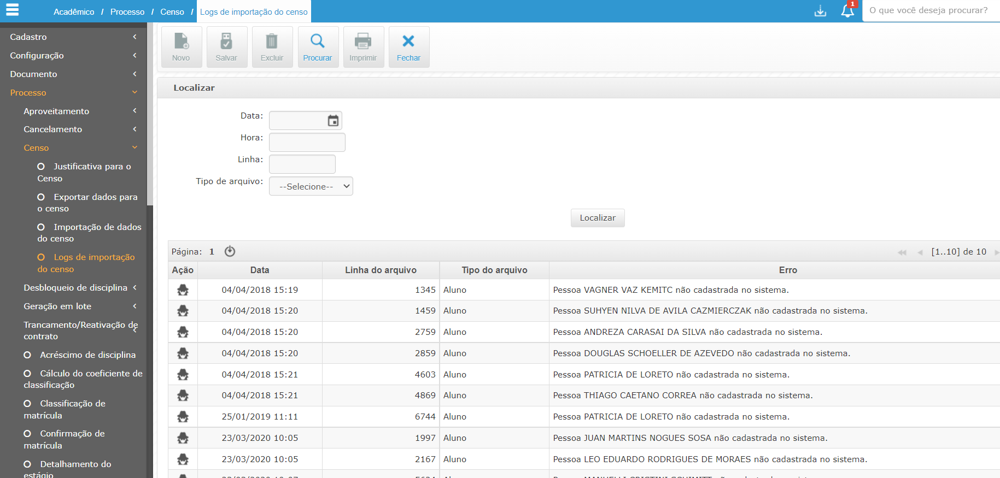 Acadêmico / Processo / Censo / Logs de importação do censo
1
O que você deseja procurar?
Cadastro
Configuração
Documento
Processo
Aproveitamento
Cancelamento
Censo
Justificativa para o
Censo
Exportar dados para
o censo
Importação de dados
do censo
Logs de importação
do censo
Desbloqueio de disciplina
Geração em lote
Trancamento/Reativação de
contrato
Acréscimo de disciplina
Cálculo do coeficiente de
classificação
Classificação de
matrícula
Confirmação de
matrícula
Detalhamento do
estágio
Novo Salvar Excluir Procurar Imprimir Fechar
Localizar
Data:
Hora:
Linha:
Tipo de arquivo: --Selecione--
Localizar
Página: 1 [1..10] de 10
Ação Data Linha do arquivo Tipo do arquivo Erro
04/04/2018 15:19 1345 Aluno Pessoa VAGNER VAZ KEMITC não cadastrada no sistema.
04/04/2018 15:20 1459 Aluno Pessoa SUHYEN NILVA DE AVILA CAZMIERCZAK não cadastrada no sistema.
04/04/2018 15:20 2759 Aluno Pessoa ANDREZA CARASAI DA SILVA não cadastrada no sistema.
04/04/2018 15:20 2859 Aluno Pessoa DOUGLAS SCHOELLER DE AZEVEDO não cadastrada no sistema.
04/04/2018 15:21 4603 Aluno Pessoa PATRICIA DE LORETO não cadastrada no sistema.
04/04/2018 15:21 4869 Aluno Pessoa THIAGO CAETANO CORREA não cadastrada no sistema.
25/01/2019 11:11 6744 Aluno Pessoa PATRICIA DE LORETO não cadastrada no sistema.
23/03/2020 10:05 1997 Aluno Pessoa JUAN MARTINS NOGUES SOSA não cadastrada no sistema.
23/03/2020 10:05 2167 Aluno Pessoa LEO EDUARDO RODRIGUES DE MORAES não cadastrada no sistema.